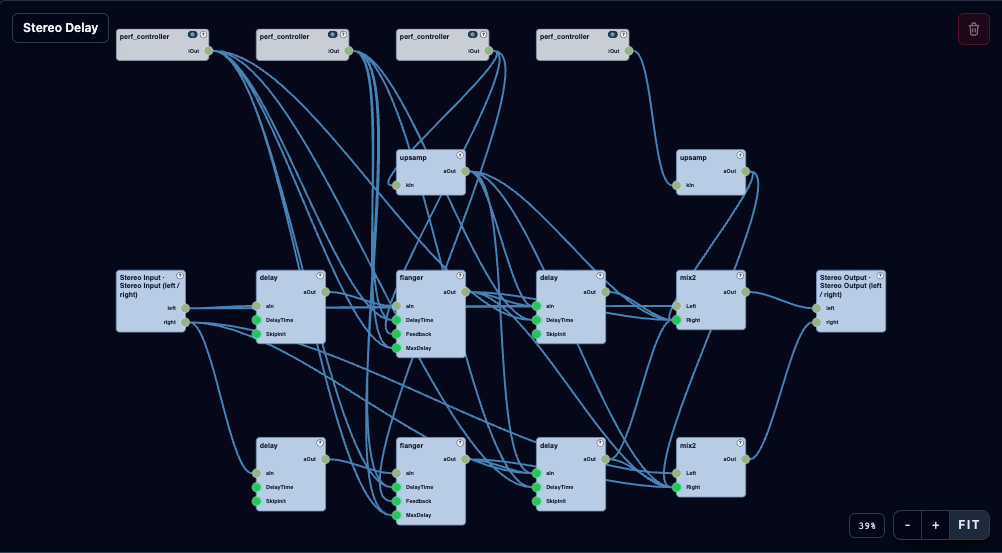 Stereo Delay
perf_controller
iOut
perf_controller
iOut
perf_controller
iOut
perf_controller
iOut
upsamp
aOut
kin
upsamp
aOut
kin
Stereo Input ·
Stereo Input (left /
right)
left
right
delay
aOut
aIn
DelayTime
SkipInit
flanger
aOut
aIn
DelayTime
Feedback
MaxDelay
delay
aOut
aIn
DelayTime
SkipInit
mix2
aOut
Left
Right
Stereo Output ·
Stereo Output (left
/ right)
left
right
delay
aOut
aIn
DelayTime
SkipInit
flanger
aOut
aIn
DelayTime
Feedback
MaxDelay
delay
aOut
aIn
DelayTime
SkipInit
mix2
aOut
Left
Right
39%
-
+
FIT